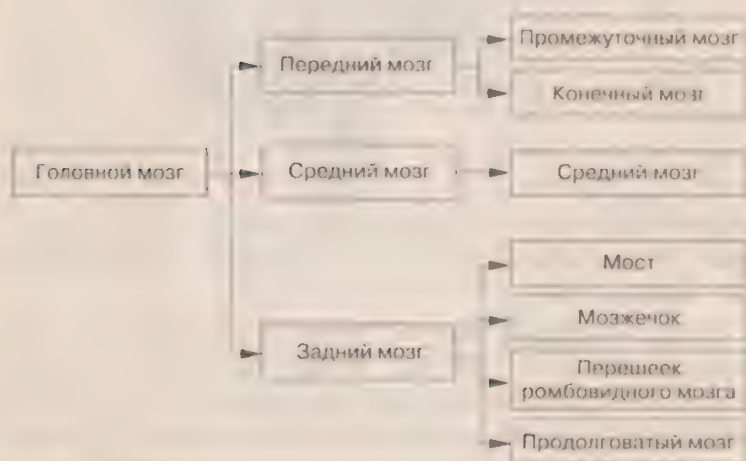 Головной мозг
Передний мозг
Промежуточный мозг
Конечный мозг
Средний мозг
Средний мозг
Задний мозг
Мост
Мозжечок
Перешеек
ромбовидного мозга
Продолговатый мозг